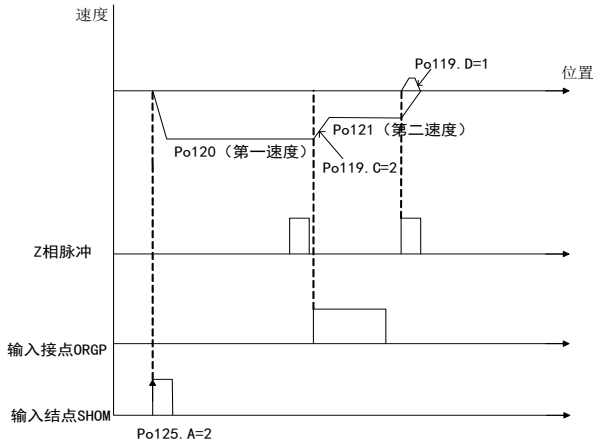 速度
Po119.D=1
位置
Po121（第二速度）
Po120（第一速度）
Po119.C=2
Z相脉冲
输入接点ORGP
输入结点SHOM
Po125.A=2